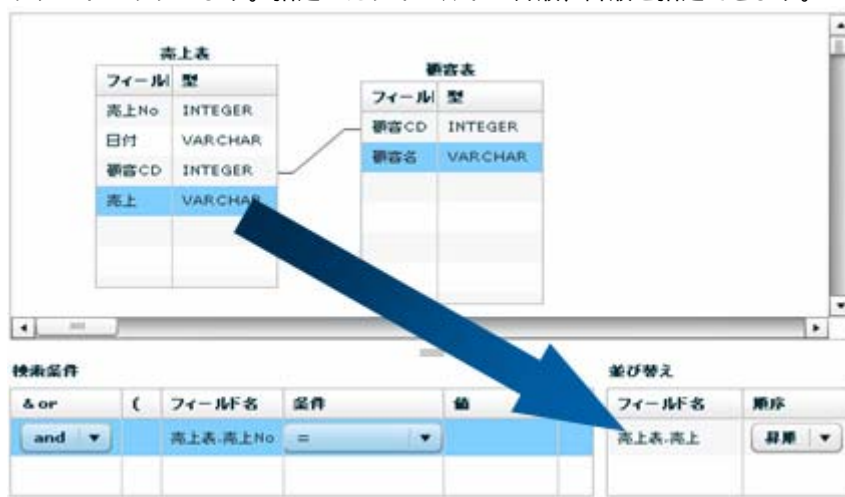 売上表
フィール 型
売上No INTEGER
日付 VARCHAR
顧客CD INTEGER
売上 VARCHAR
顧客表
フィール 型
顧客CD INTEGER
顧客名 VARCHAR
検索条件
& or ( フィールド名 条件 値
and 売上表.売上No =
並び替え
フィールド名 順序
売上表.売上 昇順